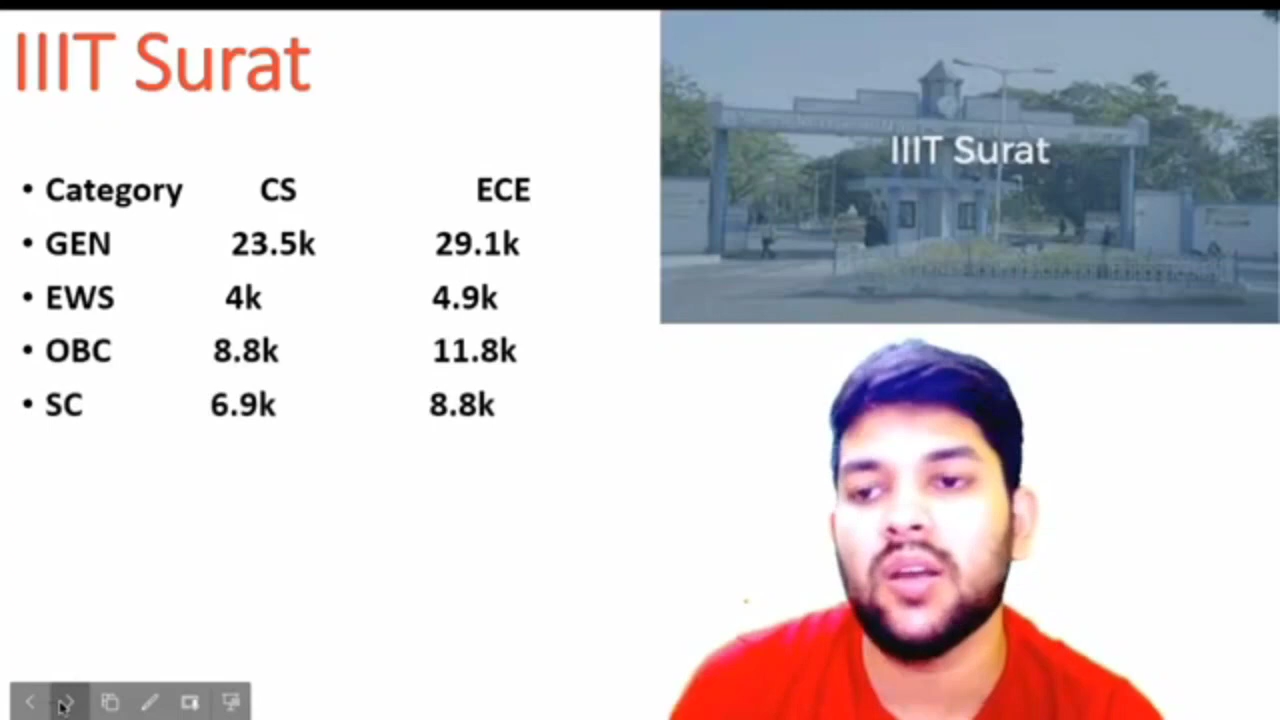 IIIT Surat
IIIT Surat
• Category CS ECE
• GEN 23.5k 29.1k
• EWS 4k 4.9k
• OBC 8.8k 11.8k
• SC 6.9k 8.8k